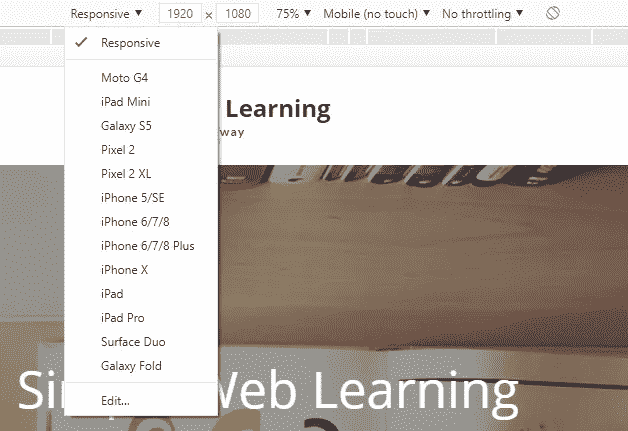 Responsive ▼ 1920 × 1080 75% ▼ Mobile (no touch) ▼ No throttling ▼
✓ Responsive
Moto G4
iPad Mini
Galaxy S5
Pixel 2
Pixel 2 XL
iPhone 5/SE
iPhone 6/7/8
iPhone 6/7/8 Plus
iPhone X
iPad
iPad Pro
Surface Duo
Galaxy Fold
Edit...
Learning
way
Web Learning